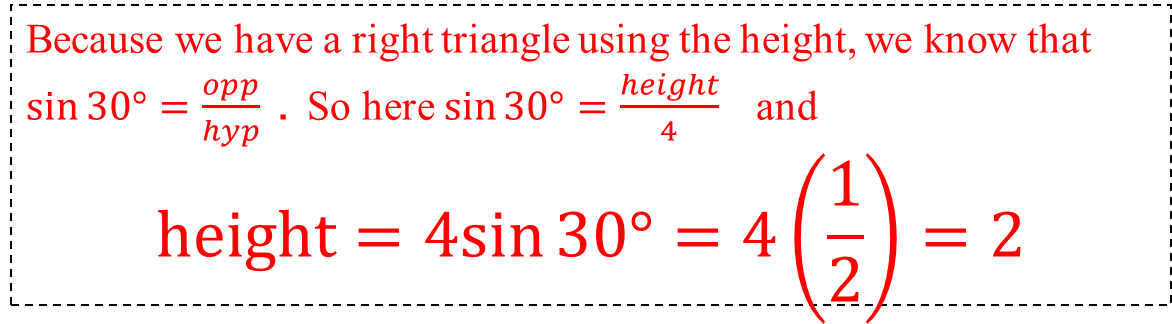 Because we have a right triangle using the height, we know that
sin 30° = opp/hyp . So here sin 30° = height/4 and
height = 4sin 30° = 4(1/2) = 2